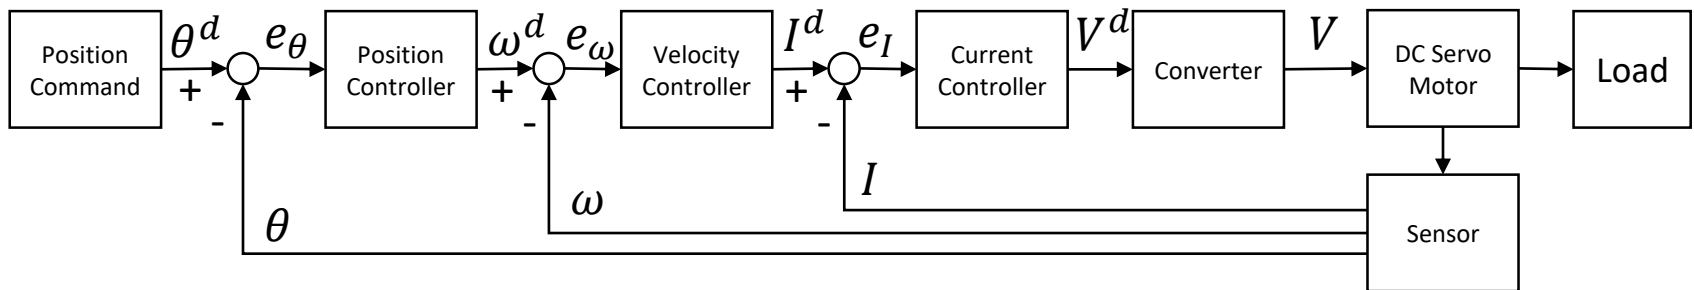 Position
Command
θ^d
+
-
e_θ
Position
Controller
ω^d
+
-
e_ω
Velocity
Controller
I^d
+
-
e_I
Current
Controller
V^d
Converter
V
DC Servo
Motor
Load
I
ω
θ
Sensor